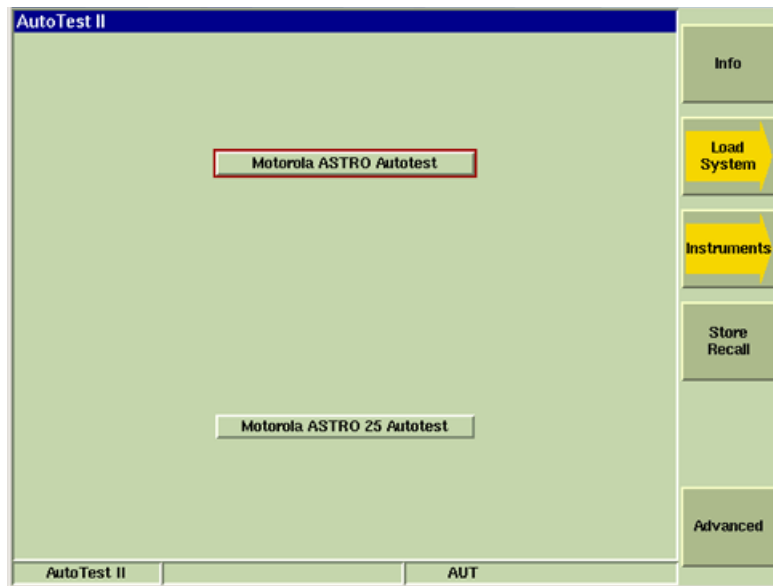 AutoTest II
Info
Load
System
Motorola ASTRO Autotest
Instruments
Store
Recall
Motorola ASTRO 25 Autotest
Advanced
AutoTest II
AUT